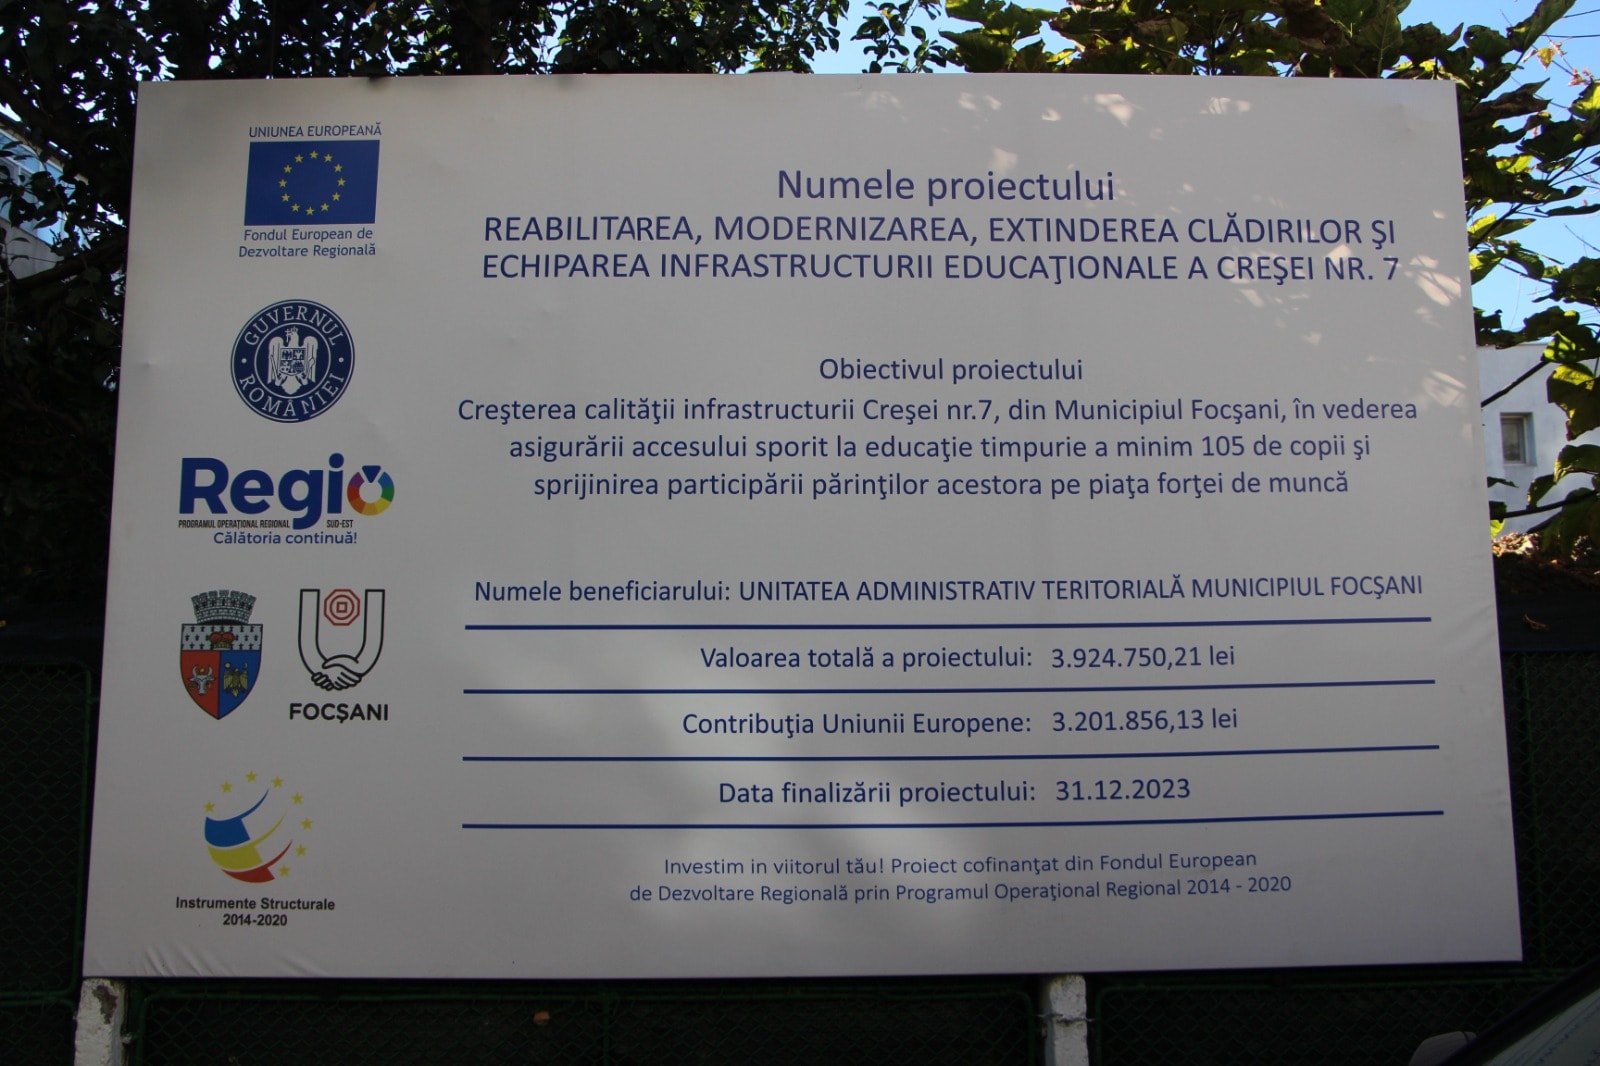 UNIUNEA EUROPEANĂ
Fondul European de
Dezvoltare Regională
GUVERNUL
ROMÂNIEI
Regio
PROGRAMUL OPERAȚIONAL REGIONAL SUD-EST
Călătoria continuă!
FOCȘANI
Instrumente Structurale
2014-2020
Numele proiectului
REABILITAREA, MODERNIZAREA, EXTINDEREA CLĂDIRILOR ŞI
ECHIPAREA INFRASTRUCTURII EDUCAŢIONALE A CREŞEI NR. 7
Obiectivul proiectului
Creşterea calităţii infrastructurii Creşei nr.7, din Municipiul Focşani, în vederea
asigurării accesului sporit la educaţie timpurie a minim 105 de copii şi
sprijinirea participării părinţilor acestora pe piaţa forţei de muncă
Numele beneficiarului: UNITATEA ADMINISTRATIV TERITORIALĂ MUNICIPIUL FOCŞANI
Valoarea totală a proiectului: 3.924.750,21 lei
Contribuţia Uniunii Europene: 3.201.856,13 lei
Data finalizării proiectului: 31.12.2023
Investim in viitorul tău! Proiect cofinanţat din Fondul European
de Dezvoltare Regională prin Programul Operaţional Regional 2014 - 2020